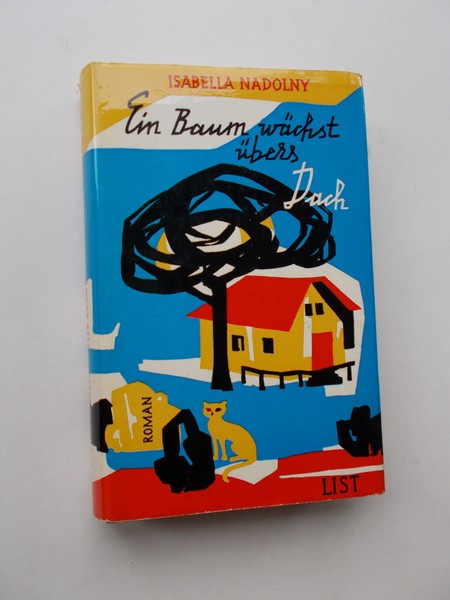 ISABELLA NADOLNY
Ein Baum wächst
übers
Dach
ROMAN
LIST